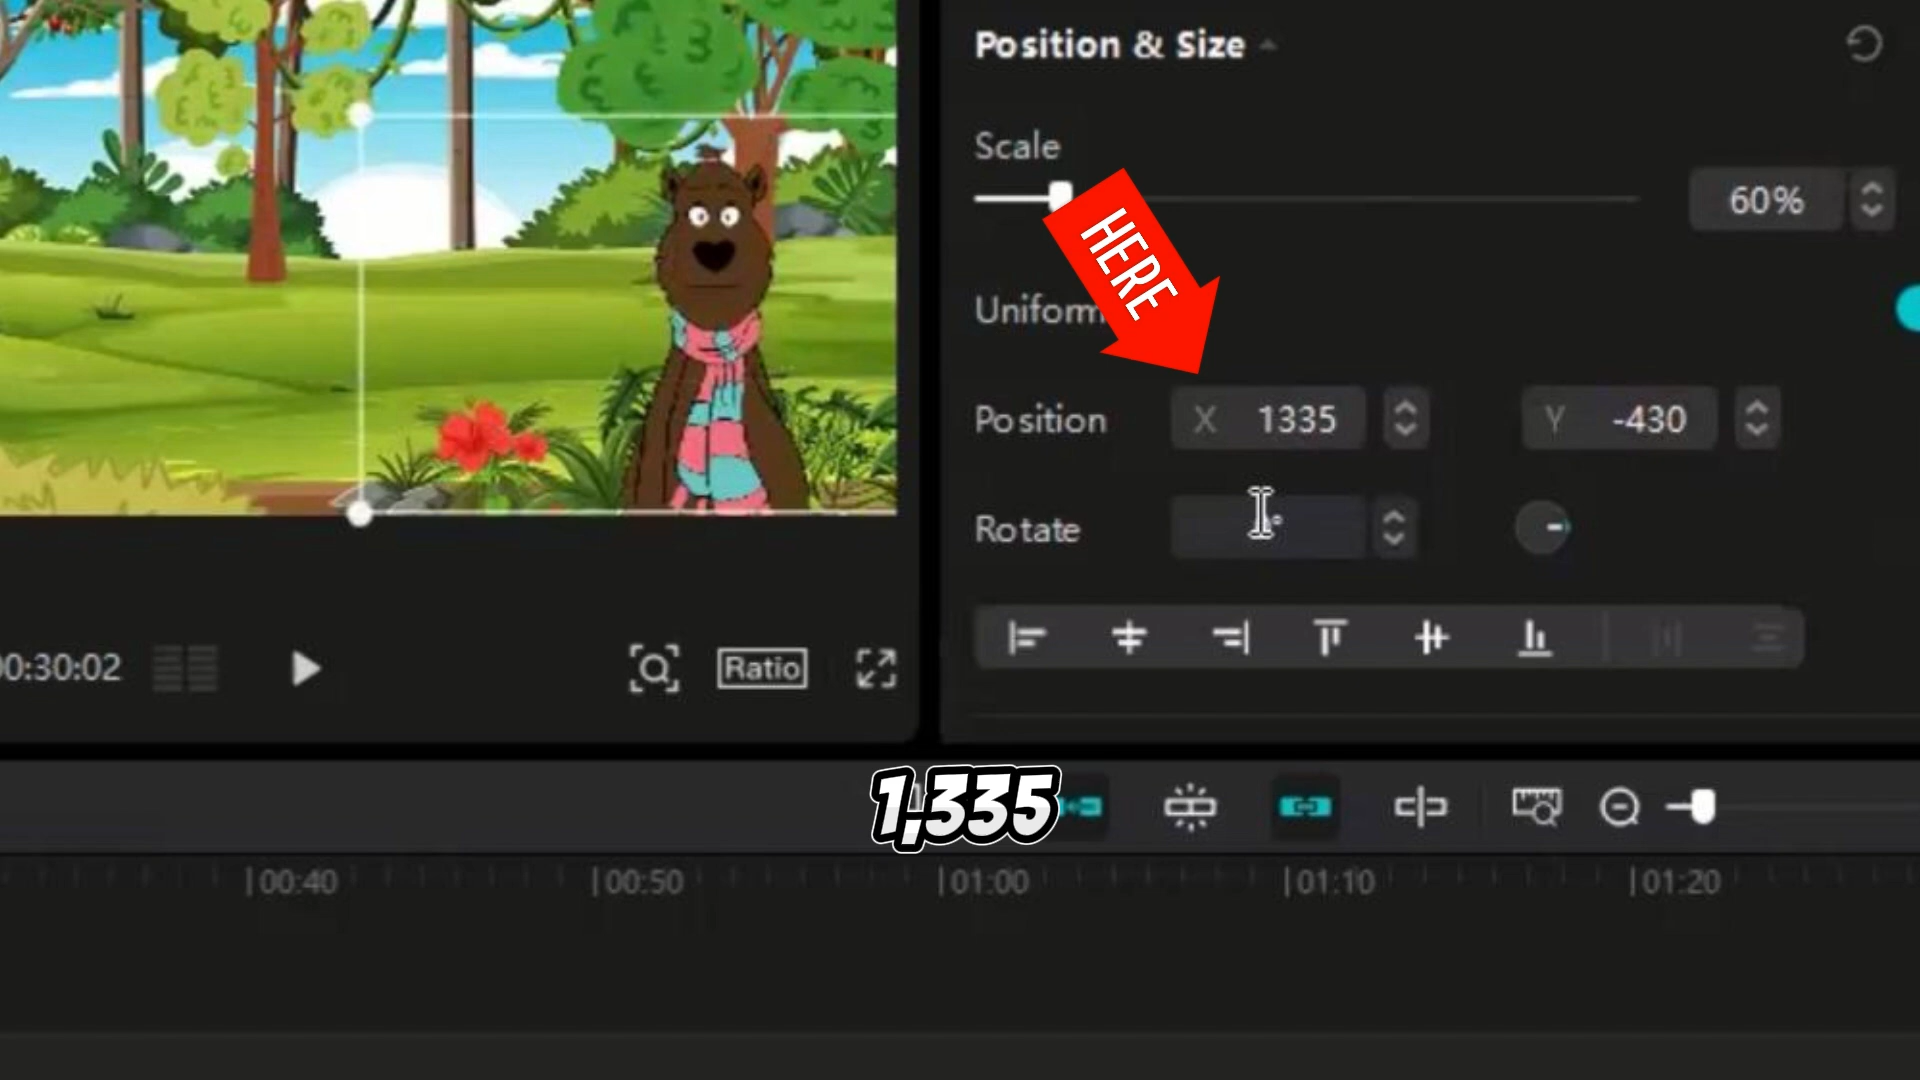 Position & Size
Scale
60%
HERE
Uniform
Position X 1335 Y -430
Rotate
0:30:02
Ratio
1,335
00:40 00:50 01:00 01:10 01:20